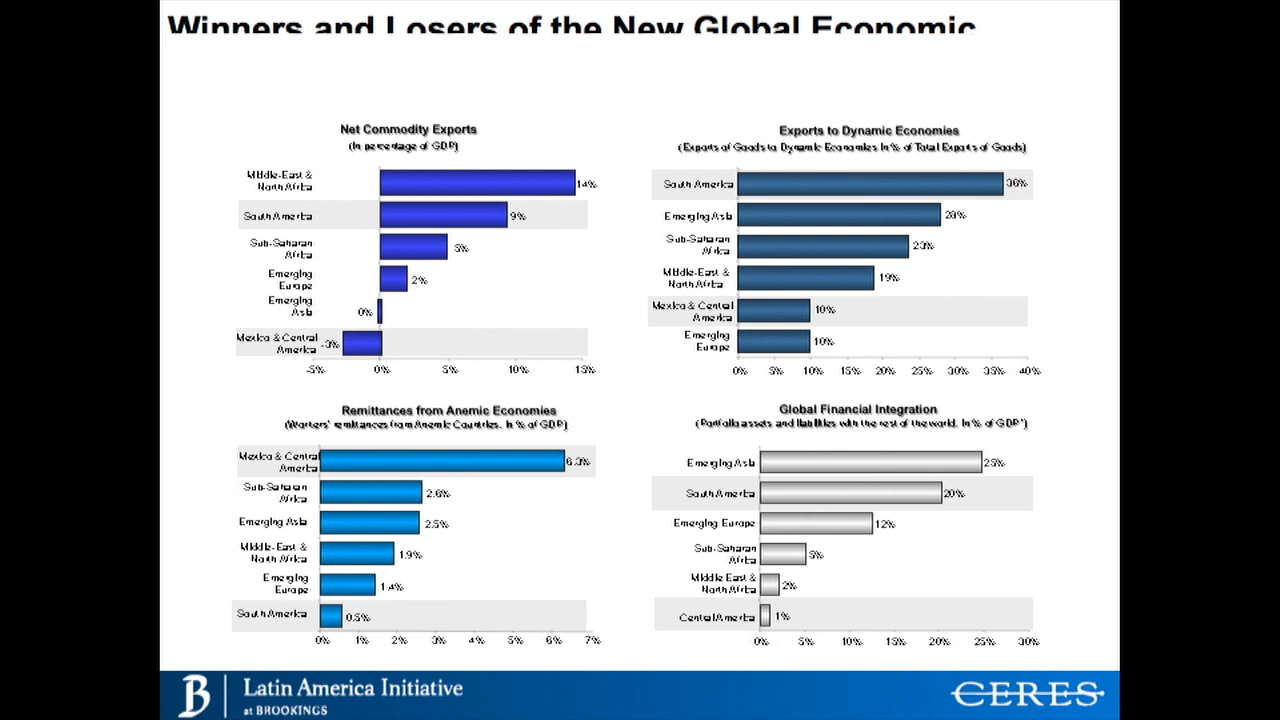 Winners and Losers of the New Global Economic
Net Commodity Exports
(In percentage of GDP)
Middle-East &
North Africa
14%
South America
9%
Sub-Saharan
Africa
5%
Emerging
Europe
2%
Emerging
Asia
0%
Mexico & Central
America
-3%
-5% 0% 5% 10% 15%
Exports to Dynamic Economies
(Exports of Goods to Dynamic Economies In % of Total Exports of Goods)
South America
36%
Emerging Asia
28%
Sub-Saharan
Africa
23%
Middle-East &
North Africa
19%
Mexico & Central
America
10%
Emerging
Europe
10%
0% 5% 10% 15% 20% 25% 30% 35% 40%
Remittances from Anemic Economies
(Workers' remittances from Anemic Countries, In % of GDP)
Mexico & Central
America
6.3%
Sub-Saharan
Africa
2.6%
Emerging Asia
2.5%
Middle-East &
North Africa
1.9%
Emerging
Europe
1.4%
South America
0.5%
0% 1% 2% 3% 4% 5% 6% 7%
Global Financial Integration
(Portfolio assets and liabilities with the rest of the world, In % of GDP*)
Emerging Asia
25%
South America
20%
Emerging Europe
12%
Sub-Saharan
Africa
5%
Middle East &
North Africa
2%
Central America
1%
0% 5% 10% 15% 20% 25% 30%
B
Latin America Initiative
at BROOKINGS
CERES